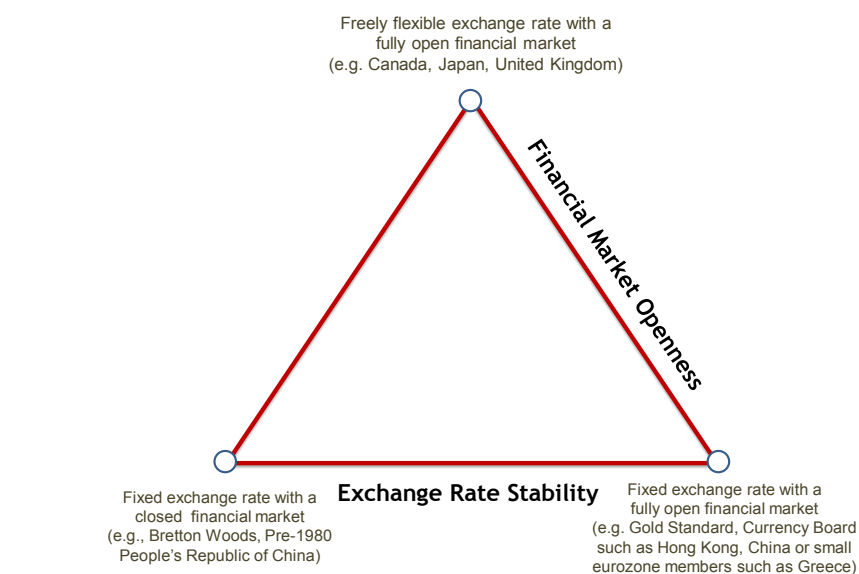 Freely flexible exchange rate with a
fully open financial market
(e.g. Canada, Japan, United Kingdom)
Financial Market Openness
Exchange Rate Stability
Fixed exchange rate with a
closed financial market
(e.g., Bretton Woods, Pre-1980
People's Republic of China)
Fixed exchange rate with a
fully open financial market
(e.g. Gold Standard, Currency Board
such as Hong Kong, China or small
eurozone members such as Greece)